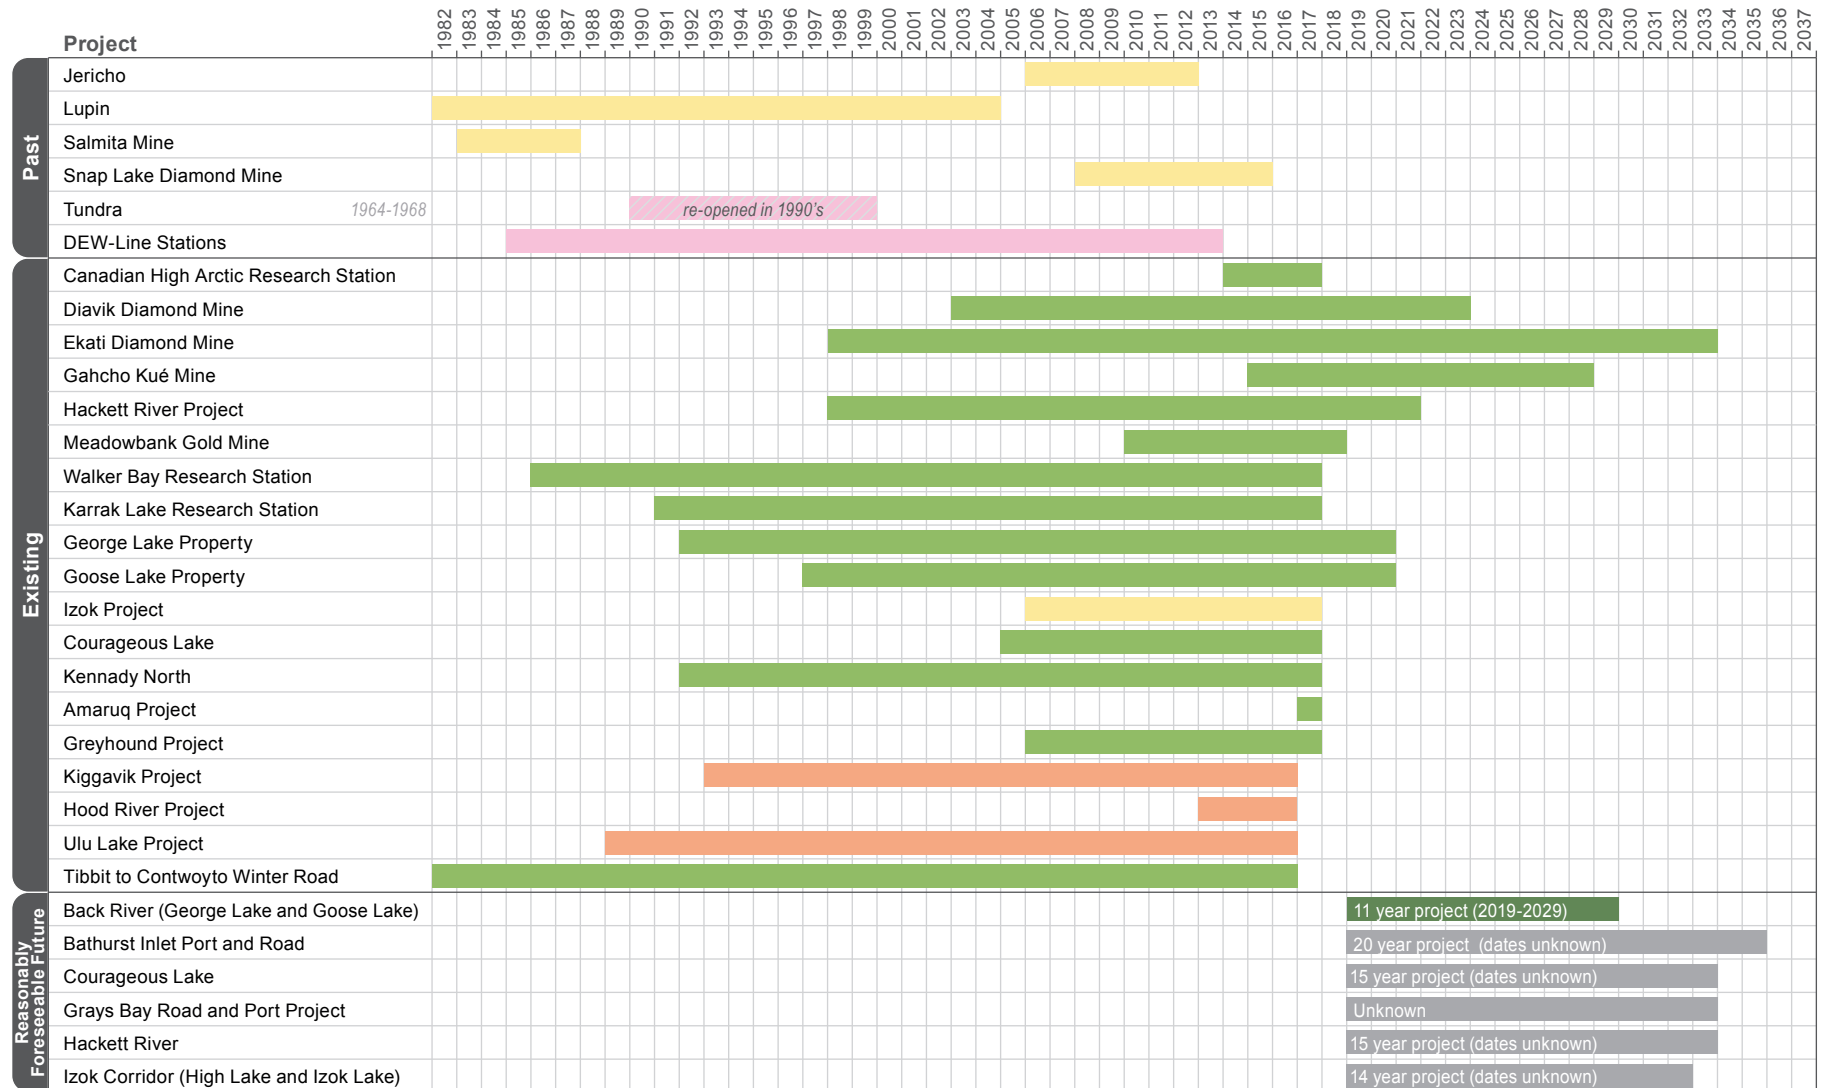 Project
1982 1983 1984 1985 1986 1987 1988 1989 1990 1991 1992 1993 1994 1995 1996 1997 1998 1999 2000 2001 2002 2003 2004 2005 2006 2007 2008 2009 2010 2011 2012 2013 2014 2015 2016 2017 2018 2019 2020 2021 2022 2023 2024 2025 2026 2027 2028 2029 2030 2031 2032 2033 2034 2035 2036 2037
Past
Jericho
Lupin
Salmita Mine
Snap Lake Diamond Mine
Tundra 1964-1968 re-opened in 1990's
DEW-Line Stations
Existing
Canadian High Arctic Research Station
Diavik Diamond Mine
Ekati Diamond Mine
Gahcho Kué Mine
Hackett River Project
Meadowbank Gold Mine
Walker Bay Research Station
Karrak Lake Research Station
George Lake Property
Goose Lake Property
Izok Project
Courageous Lake
Kennady North
Amaruq Project
Greyhound Project
Kiggavik Project
Hood River Project
Ulu Lake Project
Tibbit to Contwoyto Winter Road
Reasonably
Foreseeable Future
Back River (George Lake and Goose Lake) 11 year project (2019-2029)
Bathurst Inlet Port and Road 20 year project (dates unknown)
Courageous Lake 15 year project (dates unknown)
Grays Bay Road and Port Project Unknown
Hackett River 15 year project (dates unknown)
Izok Corridor (High Lake and Izok Lake) 14 year project (dates unknown)